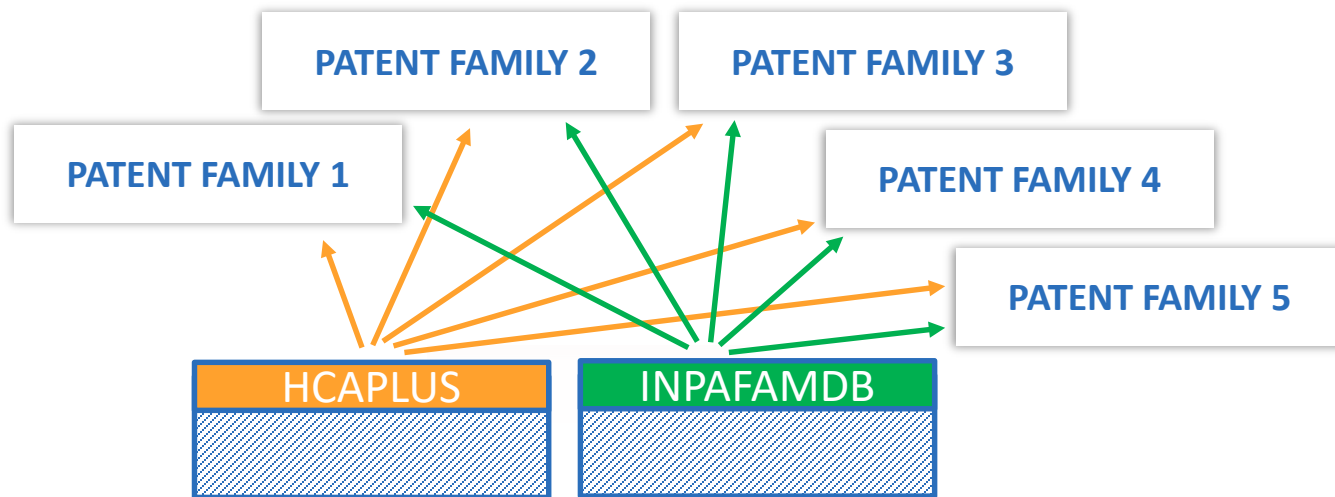 PATENT FAMILY 2
PATENT FAMILY 3
PATENT FAMILY 1
PATENT FAMILY 4
PATENT FAMILY 5
HCAPLUS
INPAFAMDB